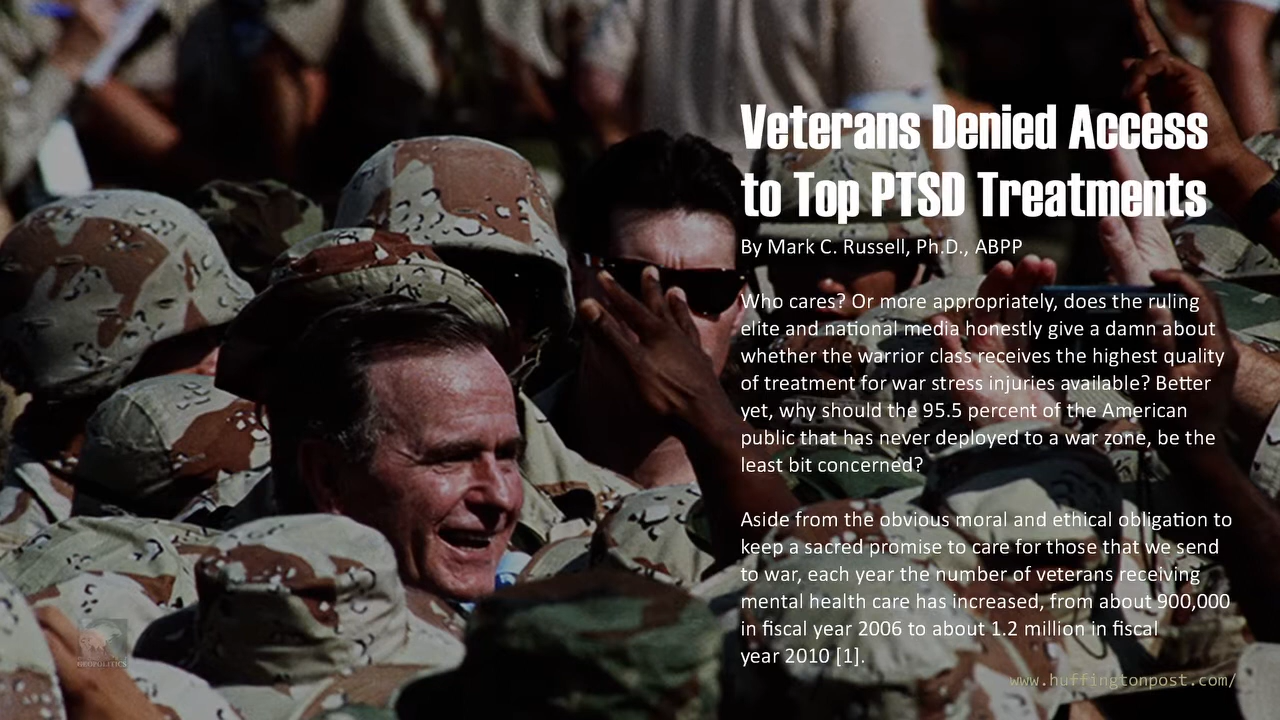 Veterans Denied Access
to Top PTSD Treatments
By Mark C. Russell, Ph.D., ABPP
Who cares? Or more appropriately, does the ruling
elite and national media honestly give a damn about
whether the warrior class receives the highest quality
of treatment for war stress injuries available? Better
yet, why should the 95.5 percent of the American
public that has never deployed to a war zone, be the
least bit concerned?
Aside from the obvious moral and ethical obligation to
keep a sacred promise to care for those that we send
to war, each year the number of veterans receiving
mental health care has increased, from about 900,000
in fiscal year 2006 to about 1.2 million in fiscal
year 2010 [1].
GEOPOLITICS
www.huffingtonpost.com/